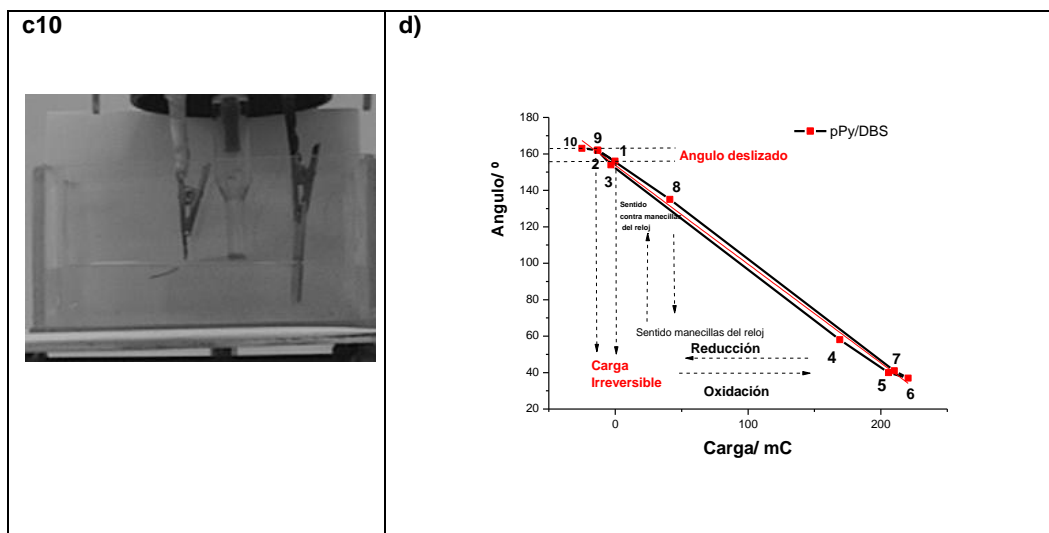 c10
d)
180
160
140
120
100
80
60
40
20
0
100
200
Angulo/ º
Carga/ mC
pPy/DBS
10
9
1
2
3
8
4
7
5
6
Angulo deslizado
Sentido
contra manecillas
del reloj
Sentido manecillas del reloj
Reducción
Carga
Irreversible
Oxidación